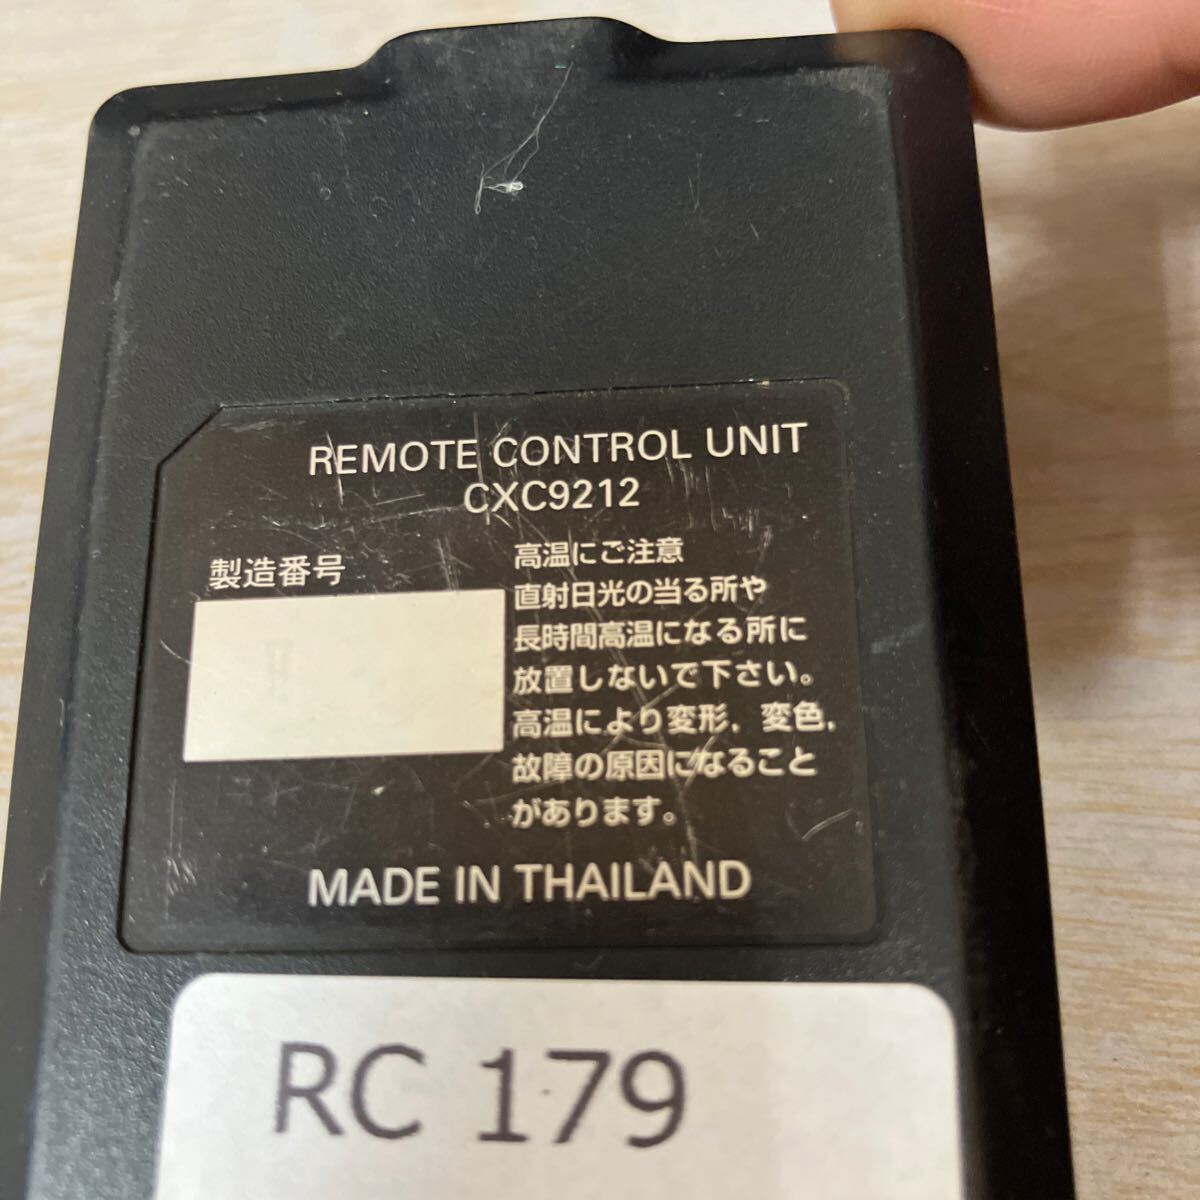 REMOTE CONTROL UNIT
CXC9212
製造番号
高温にご注意
直射日光の当る所や
長時間高温になる所に
放置しないで下さい。
高温により変形，変色，
故障の原因になること
があります。
MADE IN THAILAND
RC 179